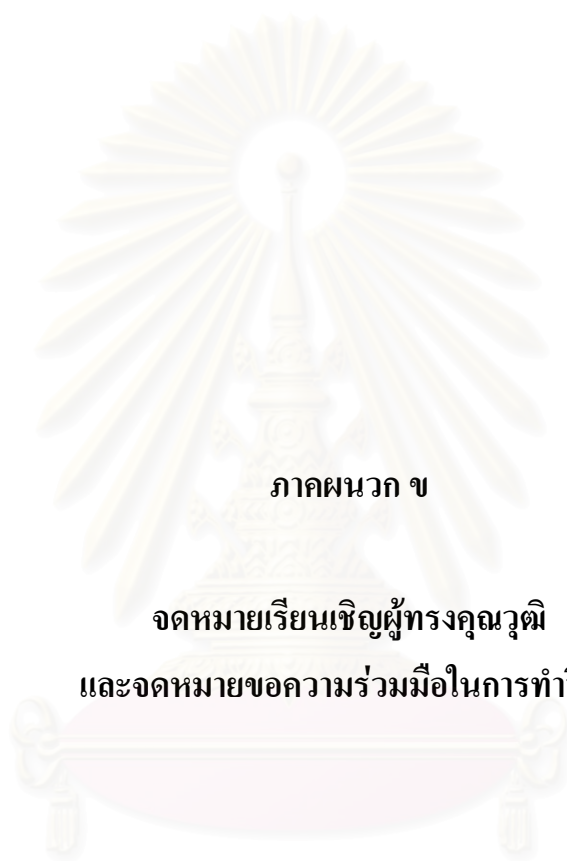 ภาคผนวก ข
จดหมายเรียนเชิญผู้ทรงคุณวุฒิ
และจดหมายขอความร่วมมือในการทำ